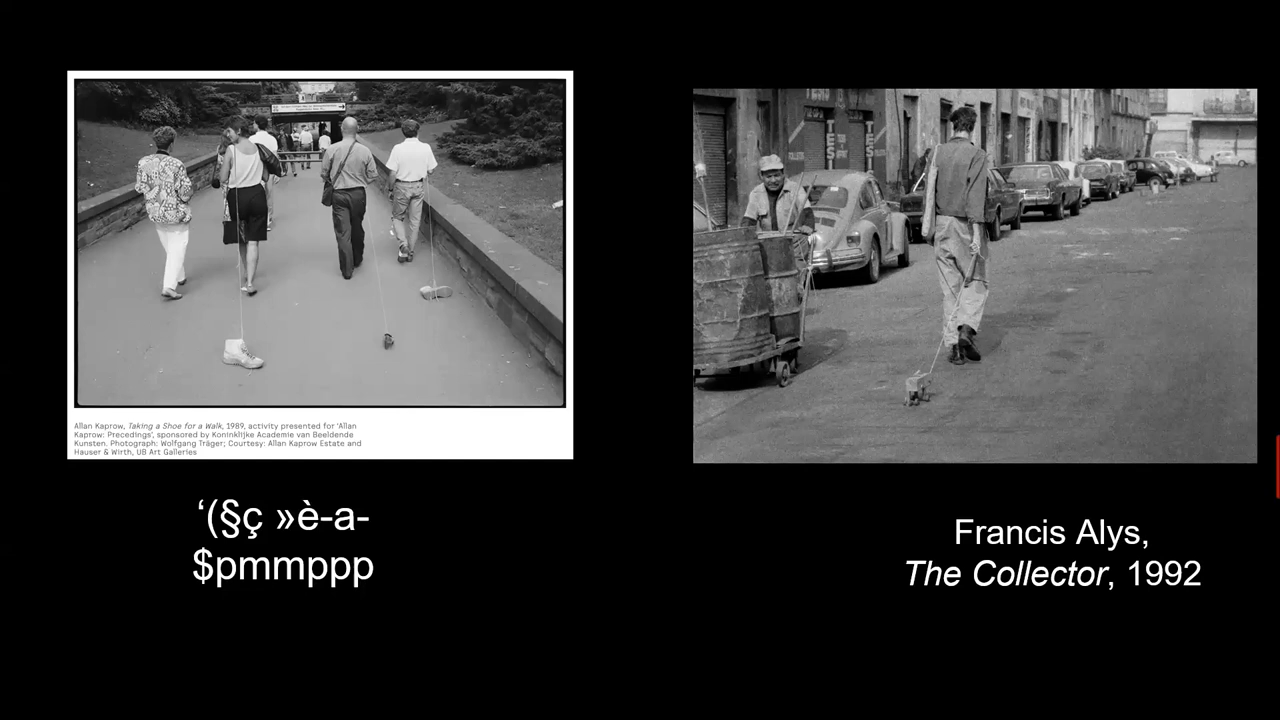 Allan Kaprow, Taking a Shoe for a Walk, 1989, activity presented for 'Allan
Kaprow: Precedings', sponsored by Koninklijke Academie van Beeldende
Kunsten. Photograph: Wolfgang Träger; Courtesy: Allan Kaprow Estate and
Hauser & Wirth, UB Art Galleries
‘(§ç »è-a-
$pmmppp
TES
TES
Francis Alys,
The Collector, 1992